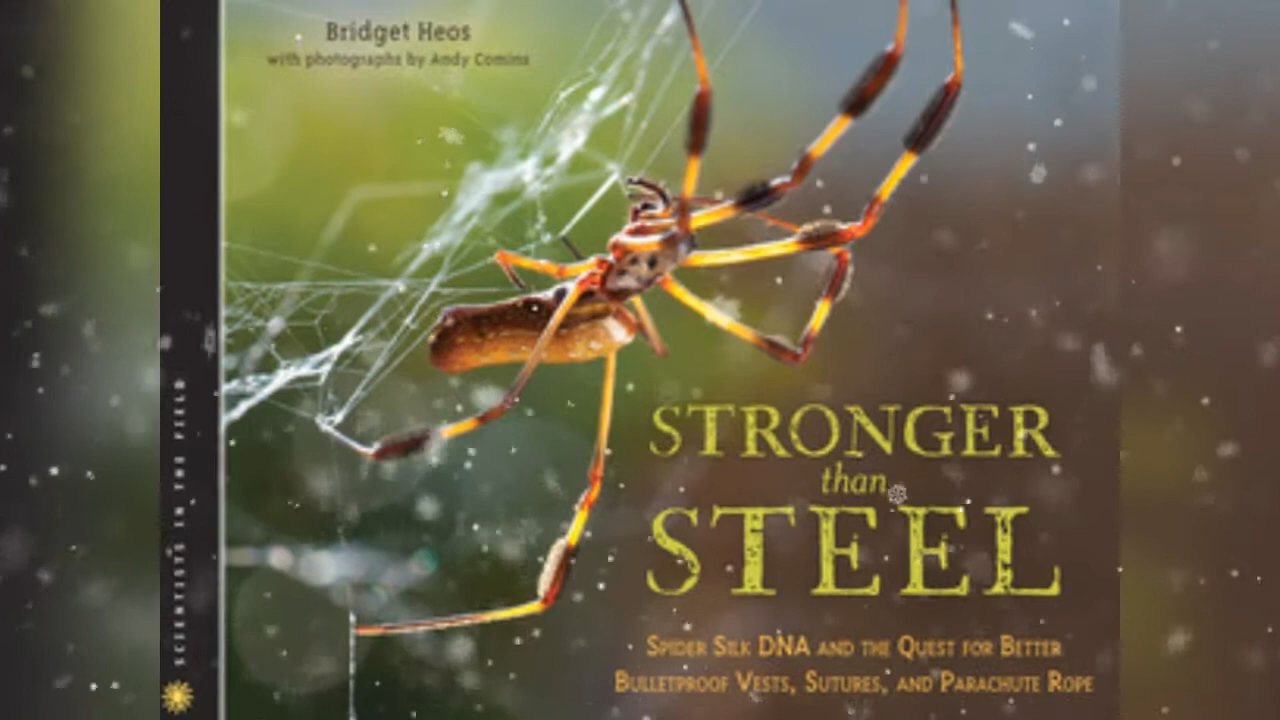 Bridget Heos
with photographs by Andy Comins
STRONGER
than
STEEL
SPIDER SILK DNA AND THE QUEST FOR BETTER
BULLETPROOF VESTS, SUTURES, AND PARACHUTE ROPE
SCIENTISTS IN THE FIELD